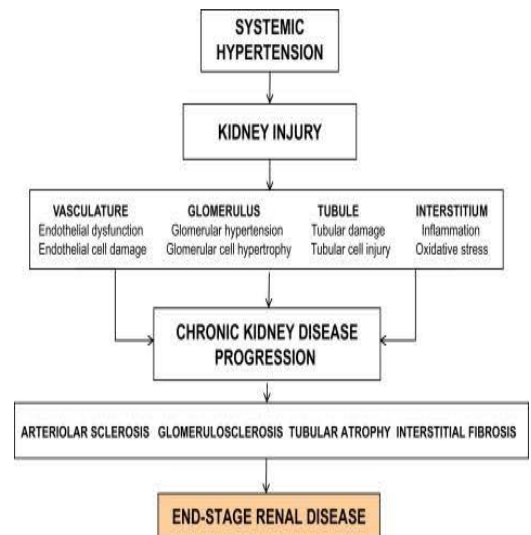 SYSTEMIC
HYPERTENSION
KIDNEY INJURY
VASCULATURE GLOMERULUS TUBULE INTERSTITIUM
Endothelial dysfunction Glomerular hypertension Tubular damage Inflammation
Endothelial cell damage Glomerular cell hypertrophy Tubular cell injury Oxidative stress
CHRONIC KIDNEY DISEASE
PROGRESSION
ARTERIOLAR SCLEROSIS GLOMERULOSCLEROSIS TUBULAR ATROPHY INTERSTITIAL FIBROSIS
END-STAGE RENAL DISEASE